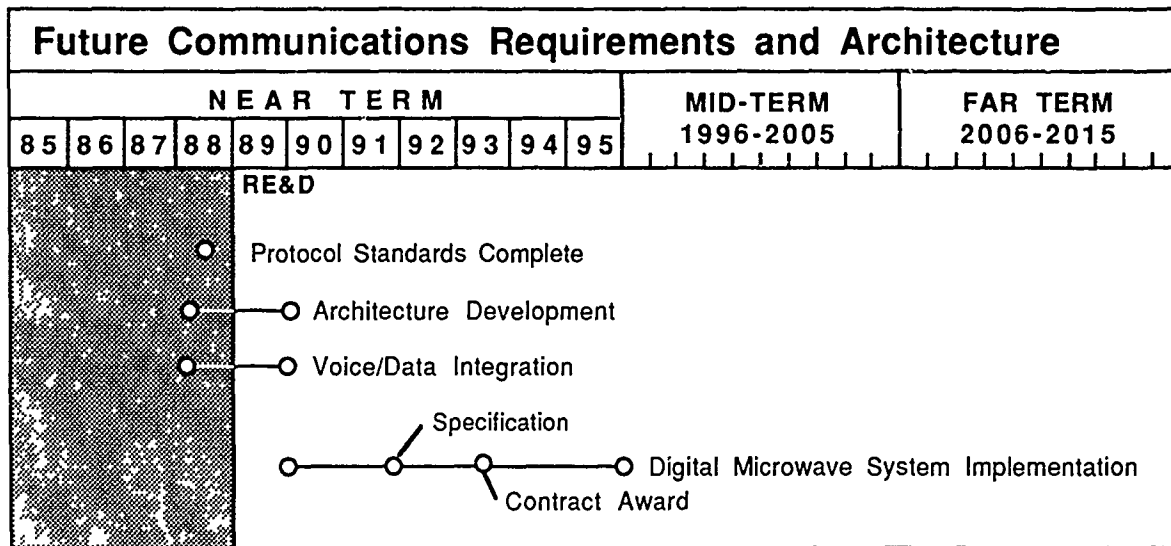 Future Communications Requirements and Architecture
NEAR TERM
MID-TERM
1996-2005
FAR TERM
2006-2015
85 86 87 88 89 90 91 92 93 94 95
RE&D
Protocol Standards Complete
Architecture Development
Voice/Data Integration
Specification
Digital Microwave System Implementation
Contract Award